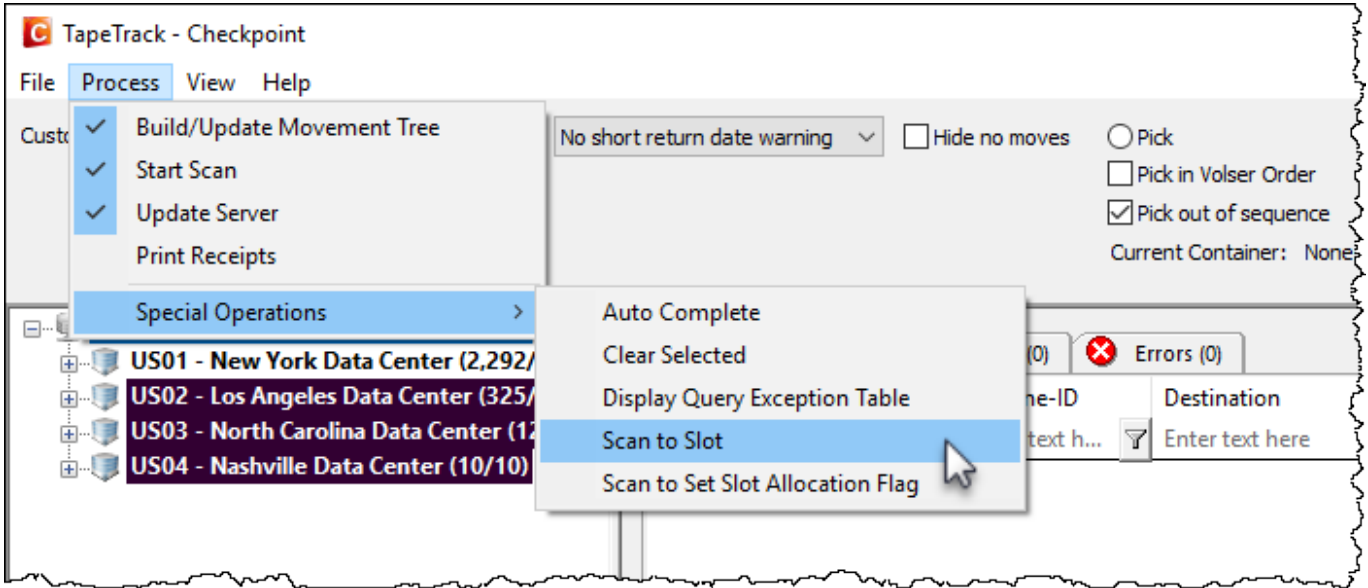 C TapeTrack - Checkpoint
File Process View Help
Build/Update Movement Tree
No short return date warning
Hide no moves
Pick
Start Scan
Pick in Volser Order
Update Server
Pick out of sequence
Print Receipts
Current Container: None
Special Operations
Auto Complete
Clear Selected
Display Query Exception Table
Scan to Slot
Scan to Set Slot Allocation Flag
(0)
Errors (0)
US01 - New York Data Center (2,292/
US02 - Los Angeles Data Center (325/
US03 - North Carolina Data Center (12
US04 - Nashville Data Center (10/10)
Destination
text h...
Enter text here